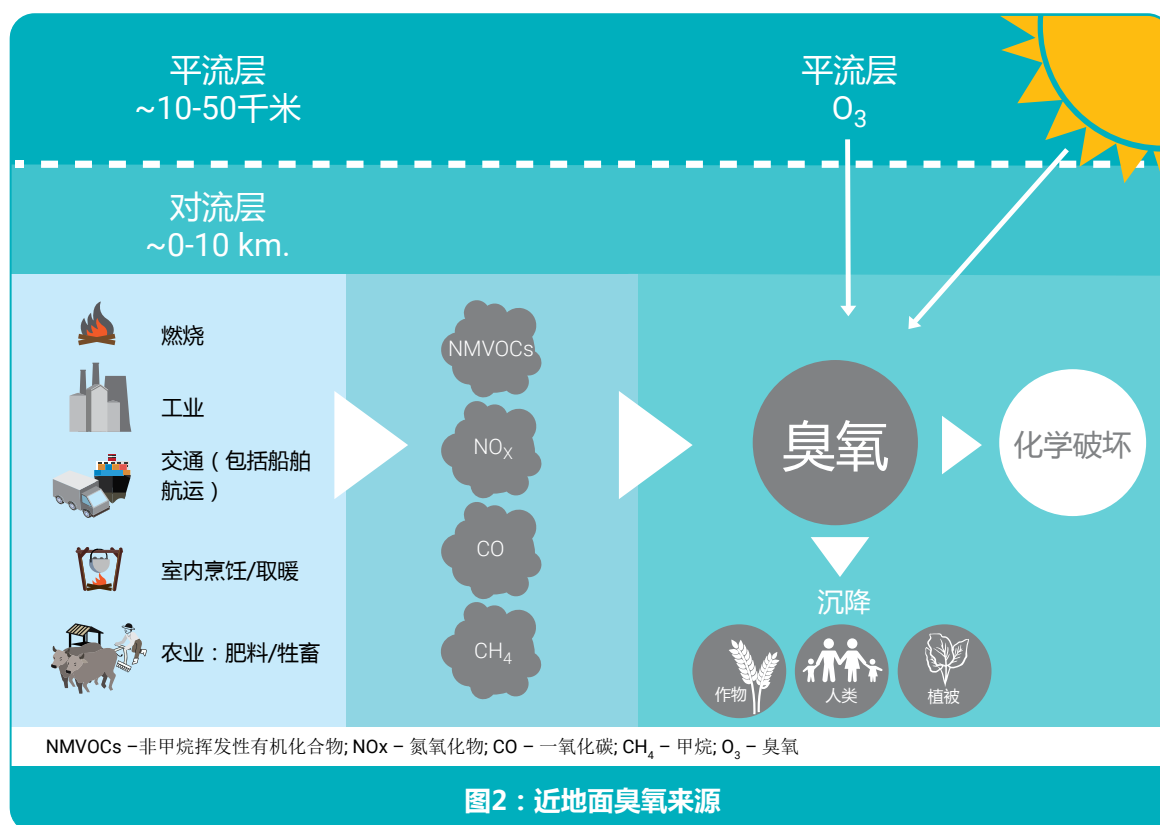 平流层
~10-50千米
平流层
O₃
对流层
~0-10 km.
燃烧
工业
交通（包括船舶
航运）
室内烹饪/取暖
农业：肥料/牲畜
NMVOCs
NOX
CO
CH₄
臭氧
化学破坏
沉降
作物
人类
植被
NMVOCs –非甲烷挥发性有机化合物; NOx – 氮氧化物; CO – 一氧化碳; CH₄ – 甲烷; O₃ – 臭氧
图2：近地面臭氧来源